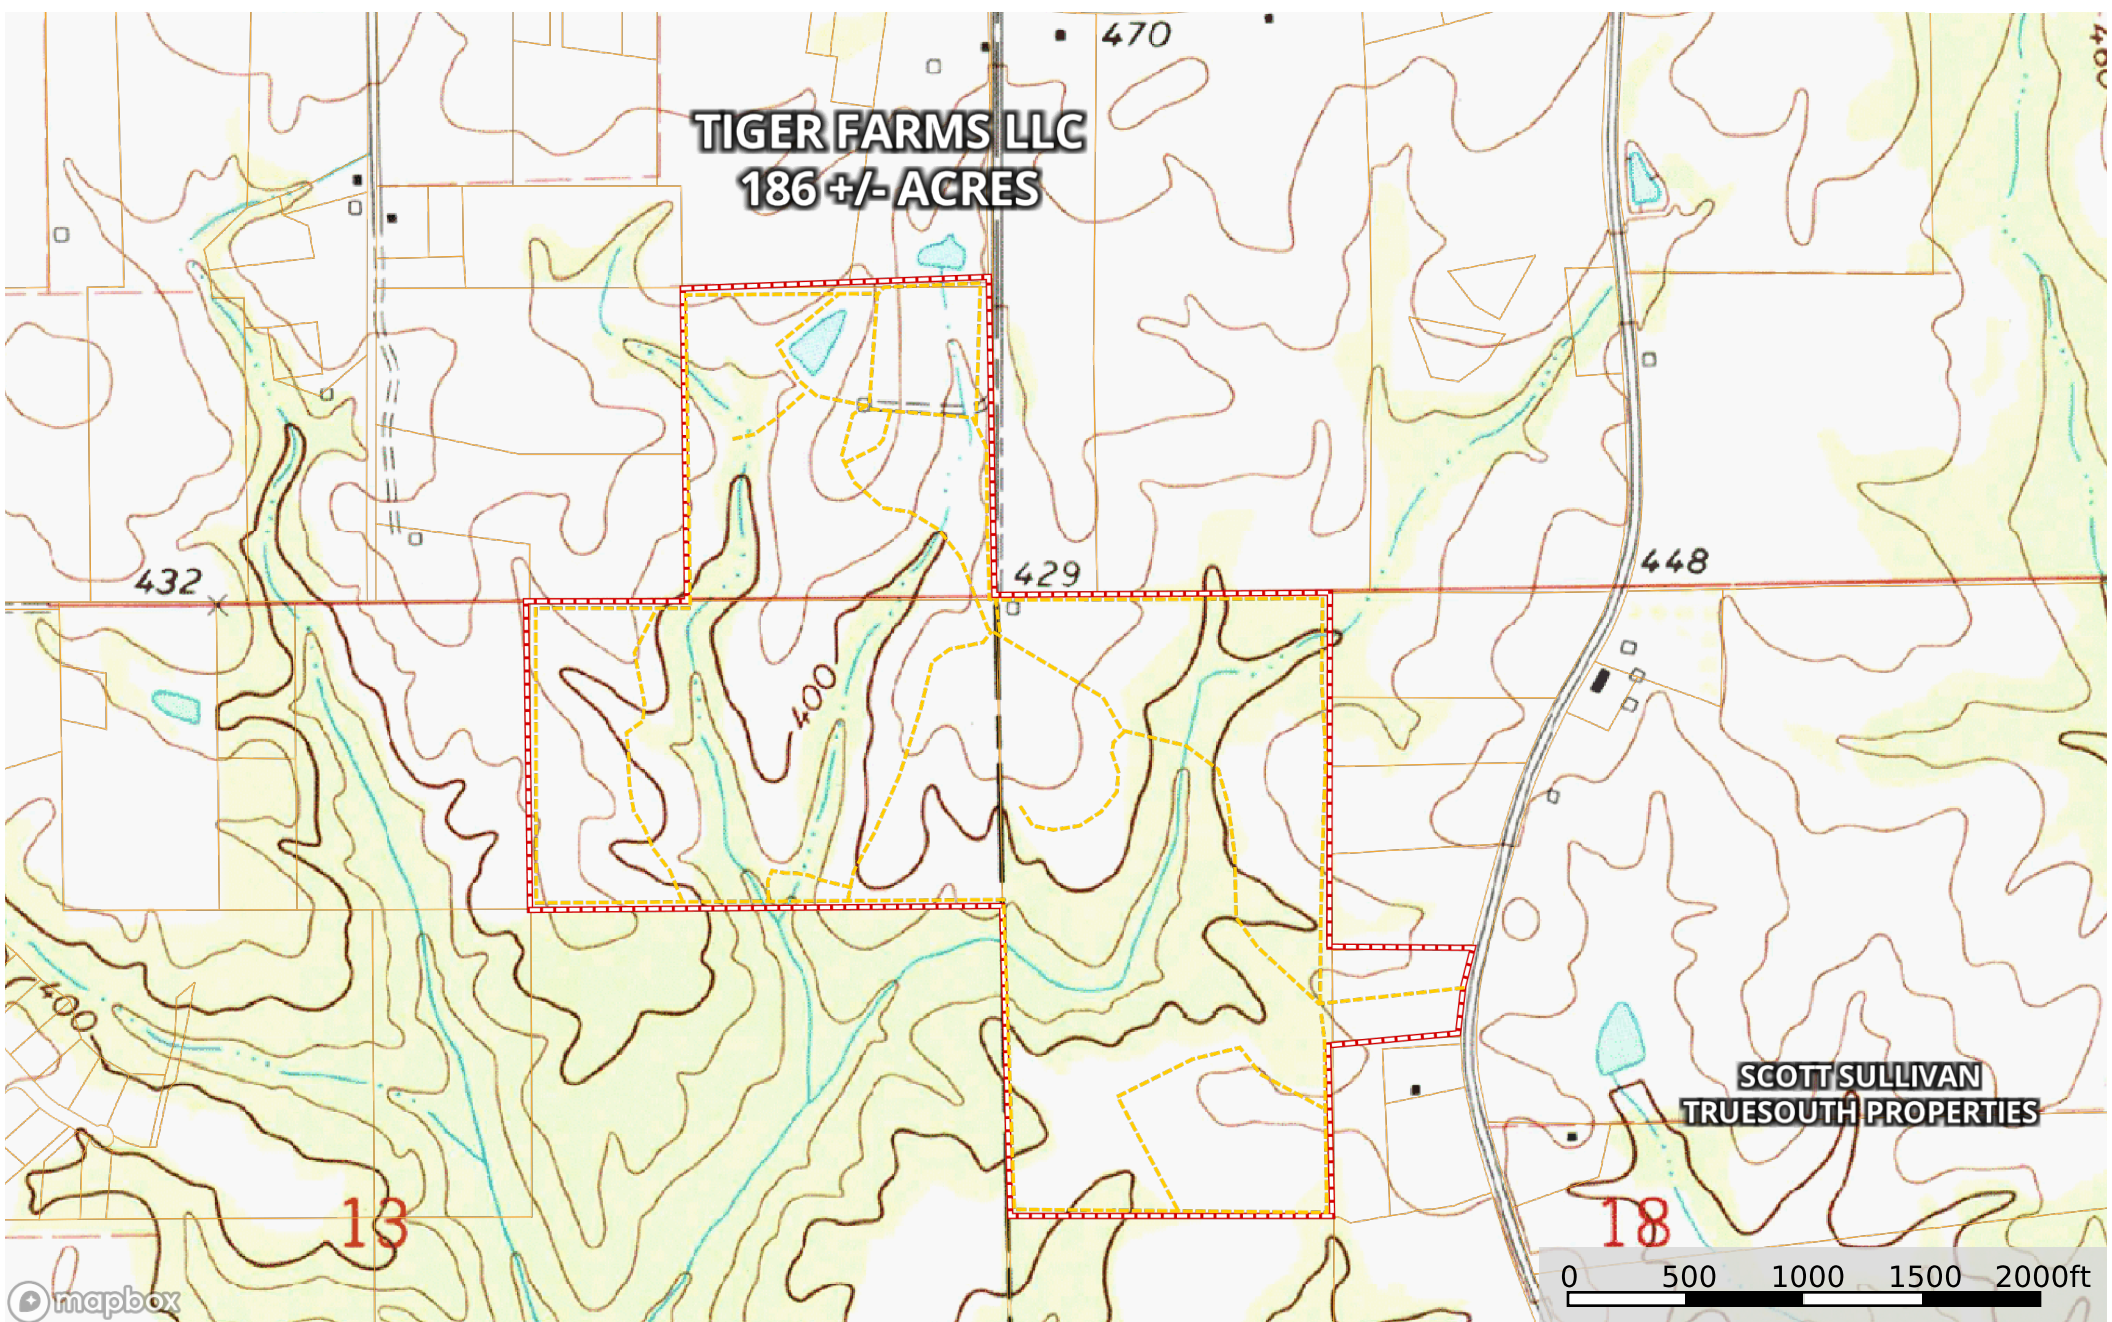 470
480
TIGER FARMS LLC
186 +/- ACRES
432
429
448
400
400
SCOTT SULLIVAN
TRUESOUTH PROPERTIES
13
18
0 500 1000 1500 2000ft
mapbox